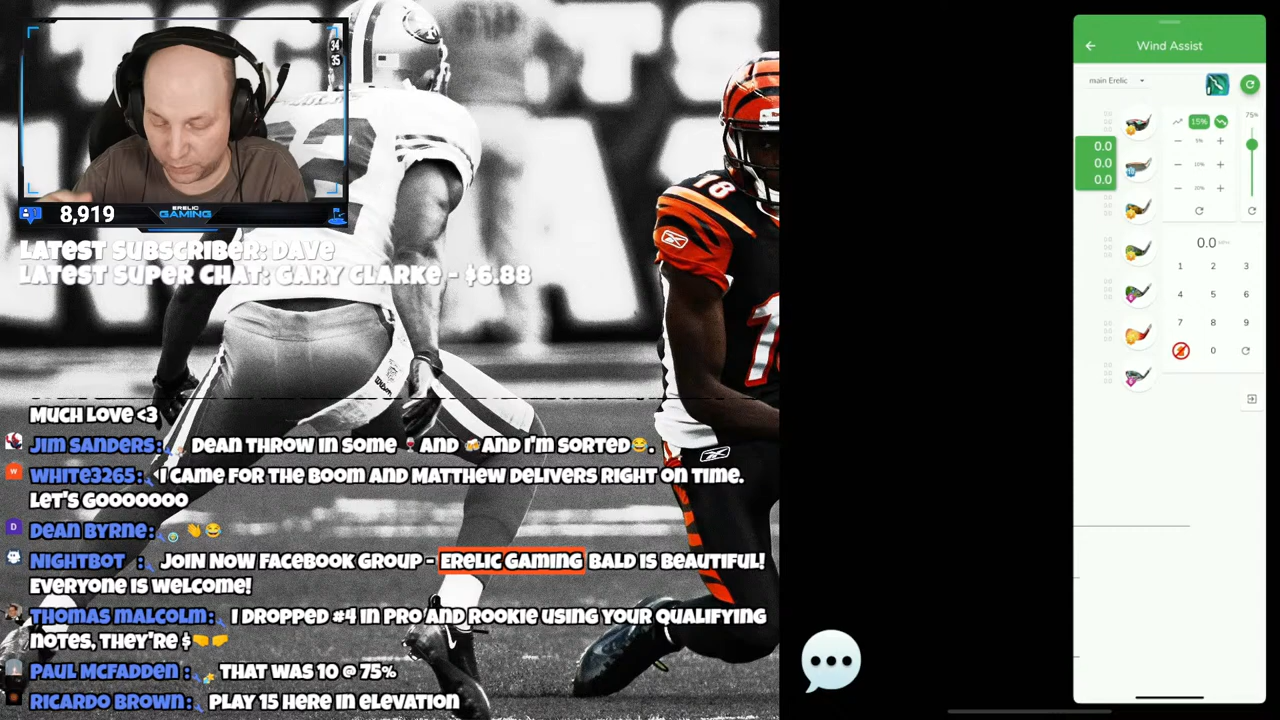 34
35
8,919
ERELIC
GAMING
LATEST SUBSCRIBER: DAVE
LATEST SUPER CHAT: GARY CLARKE - $6.88
MUCH LOVE <3
JIM SANDERS: DEAN THROW IN SOME 🍷AND 🍻AND I'M SORTED😂.
WHITE3265: I CAME FOR THE BOOM AND MATTHEW DELIVERS RIGHT ON TIME.
LET'S GOOOOOOO
DEAN BYRNE: 👋😂
NIGHTBOT : JOIN NOW FACEBOOK GROUP - ERELIC GAMING BALD IS BEAUTIFUL!
EVERYONE IS WELCOME!
THOMAS MALCOLM: I DROPPED #4 IN PRO AND ROOKIE USING YOUR QUALIFYING
NOTES, THEY'RE $🤜🤛
PAUL MCFADDEN : THAT WAS 10 @ 75%
RICARDO BROWN: PLAY 15 HERE IN ELEVATION
18
Wilson
Wind Assist
main Erelic
75%
15%
0.0
0.0
0.0
0.0 MPH
1 2 3
4 5 6
7 8 9
0